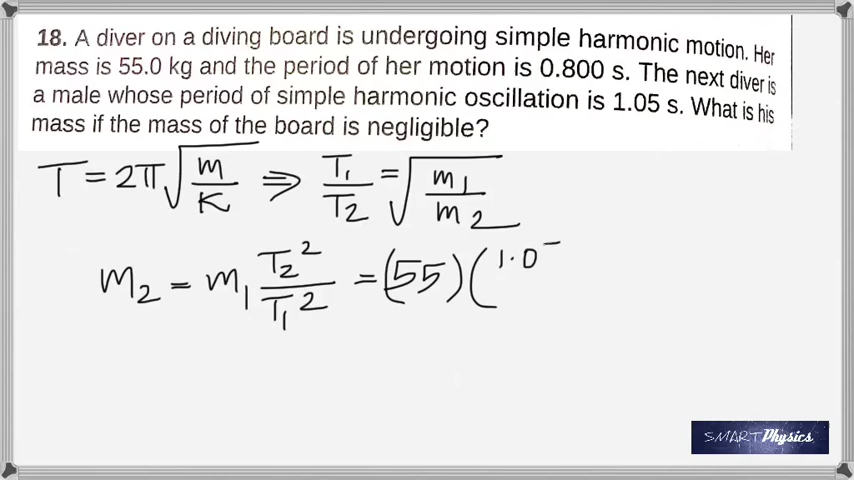 18. A diver on a diving board is undergoing simple harmonic motion. Her
mass is 55.0 kg and the period of her motion is 0.800 s. The next diver is
a male whose period of simple harmonic oscillation is 1.05 s. What is his
mass if the mass of the board is negligible?
T = 2π√(m/K) ⇒ T₁/T₂ = √(m₁/m₂)
m₂ = m₁ T₂²/T₁² = (55)(1.0
SMART Physics